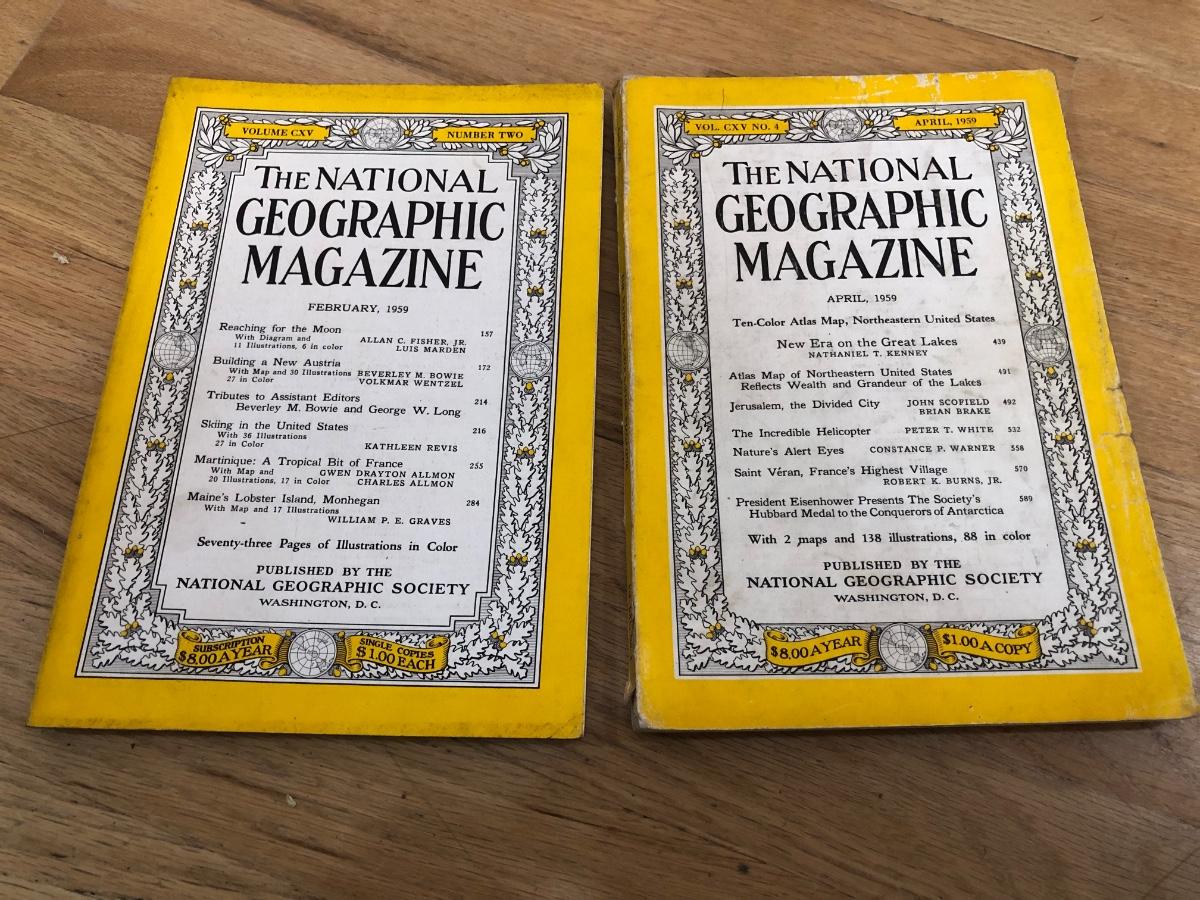 VOLUME CXV
NUMBER TWO
THE NATIONAL
GEOGRAPHIC
MAGAZINE
FEBRUARY, 1959
Reaching for the Moon 157
With Diagram and ALLAN C. FISHER, JR.
11 Illustrations, 6 in color LUIS MARDEN
Building a New Austria 172
With Map and 30 Illustrations BEVERLEY M. BOWIE
27 in Color VOLKMAR WENTZEL
Tributes to Assistant Editors 214
Beverley M. Bowie and George W. Long
Skiing in the United States 216
With 36 Illustrations
27 in Color KATHLEEN REVIS
Martinique: A Tropical Bit of France 255
With Map and GWEN DRAYTON ALLMON
20 Illustrations, 17 in Color CHARLES ALLMON
Maine's Lobster Island, Monhegan 284
With Map and 17 Illustrations
WILLIAM P. E. GRAVES
Seventy-three Pages of Illustrations in Color
PUBLISHED BY THE
NATIONAL GEOGRAPHIC SOCIETY
WASHINGTON, D. C.
SUBSCRIPTION
$8.00 A YEAR
SINGLE COPIES
$1.00 EACH
VOL. CXV NO. 4
APRIL, 1959
THE NATIONAL
GEOGRAPHIC
MAGAZINE
APRIL, 1959
Ten-Color Atlas Map, Northeastern United States
New Era on the Great Lakes 439
NATHANIEL T. KENNEY
Atlas Map of Northeastern United States 491
Reflects Wealth and Grandeur of the Lakes
Jerusalem, the Divided City JOHN SCOFIELD 492
BRIAN BRAKE
The Incredible Helicopter PETER T. WHITE 532
Nature's Alert Eyes CONSTANCE P. WARNER 558
Saint Véran, France's Highest Village 570
ROBERT K. BURNS, JR.
President Eisenhower Presents The Society's 589
Hubbard Medal to the Conquerors of Antarctica
With 2 maps and 138 illustrations, 88 in color
PUBLISHED BY THE
NATIONAL GEOGRAPHIC SOCIETY
WASHINGTON, D. C.
$8.00 A YEAR
$1.00 A COPY